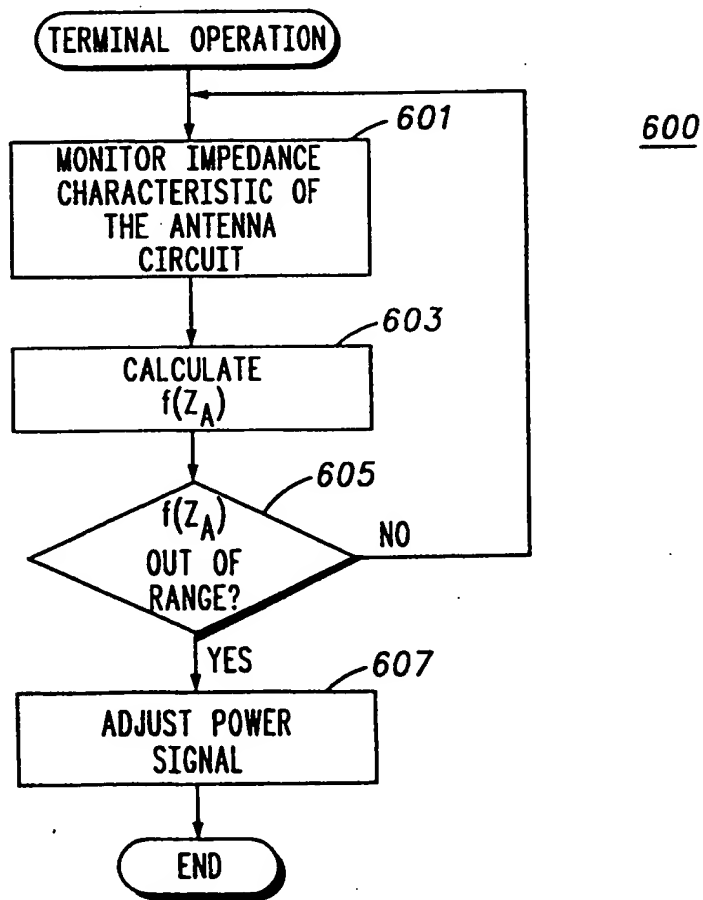 TERMINAL OPERATION
601
600
MONITOR IMPEDANCE
CHARACTERISTIC OF
THE ANTENNA
CIRCUIT
603
CALCULATE
f(Z_A)
605
f(Z_A)
OUT OF
RANGE?
NO
YES
607
ADJUST POWER
SIGNAL
END